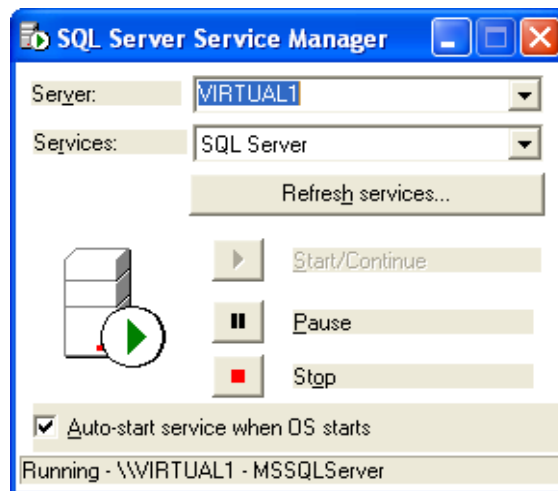 SQL Server Service Manager
Server: VIRTUAL1
Services: SQL Server
Refresh services...
Start/Continue
Pause
Stop
Auto-start service when OS starts
Running - \\VIRTUAL1 - MSSQLServer